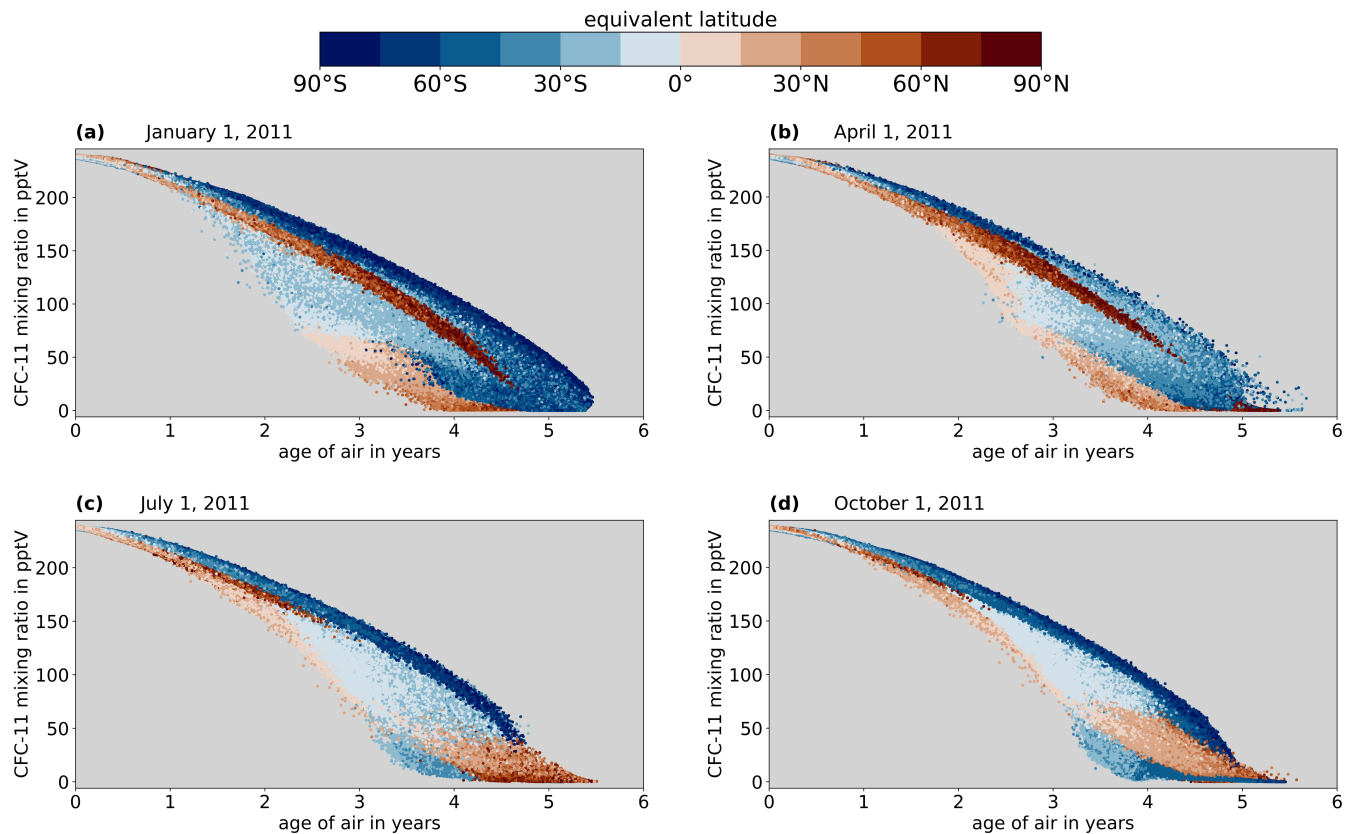 equivalent latitude
90°S 60°S 30°S 0° 30°N 60°N 90°N
(a) January 1, 2011
CFC-11 mixing ratio in pptV
200
150
100
50
0
0 1 2 3 4 5 6
age of air in years
(b) April 1, 2011
CFC-11 mixing ratio in pptV
200
150
100
50
0
0 1 2 3 4 5 6
age of air in years
(c) July 1, 2011
CFC-11 mixing ratio in pptV
200
150
100
50
0
0 1 2 3 4 5 6
age of air in years
(d) October 1, 2011
CFC-11 mixing ratio in pptV
200
150
100
50
0
0 1 2 3 4 5 6
age of air in years